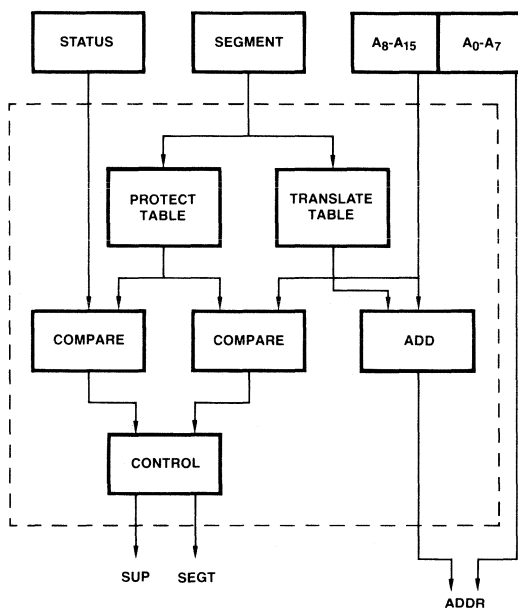 STATUS
SEGMENT
A₈-A₁₅
A₀-A₇
PROTECT
TABLE
TRANSLATE
TABLE
COMPARE
COMPARE
ADD
CONTROL
SUP
SEGT
ADDR